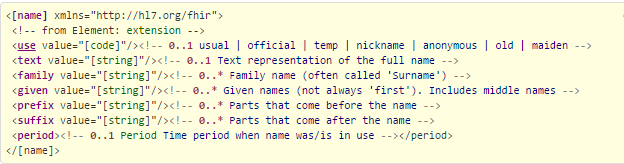 <[name] xmlns="http://hl7.org/fhir">
<!-- from Element: extension -->
<use value="[code]"/><!-- 0..1 usual | official | temp | nickname | anonymous | old | maiden -->
<text value="[string]"/><!-- 0..1 Text representation of the full name -->
<family value="[string]"/><!-- 0..* Family name (often called 'Surname') -->
<given value="[string]"/><!-- 0..* Given names (not always 'first'). Includes middle names -->
<prefix value="[string]"/><!-- 0..* Parts that come before the name -->
<suffix value="[string]"/><!-- 0..* Parts that come after the name -->
<period><!-- 0..1 Period Time period when name was/is in use --></period>
</[name]>